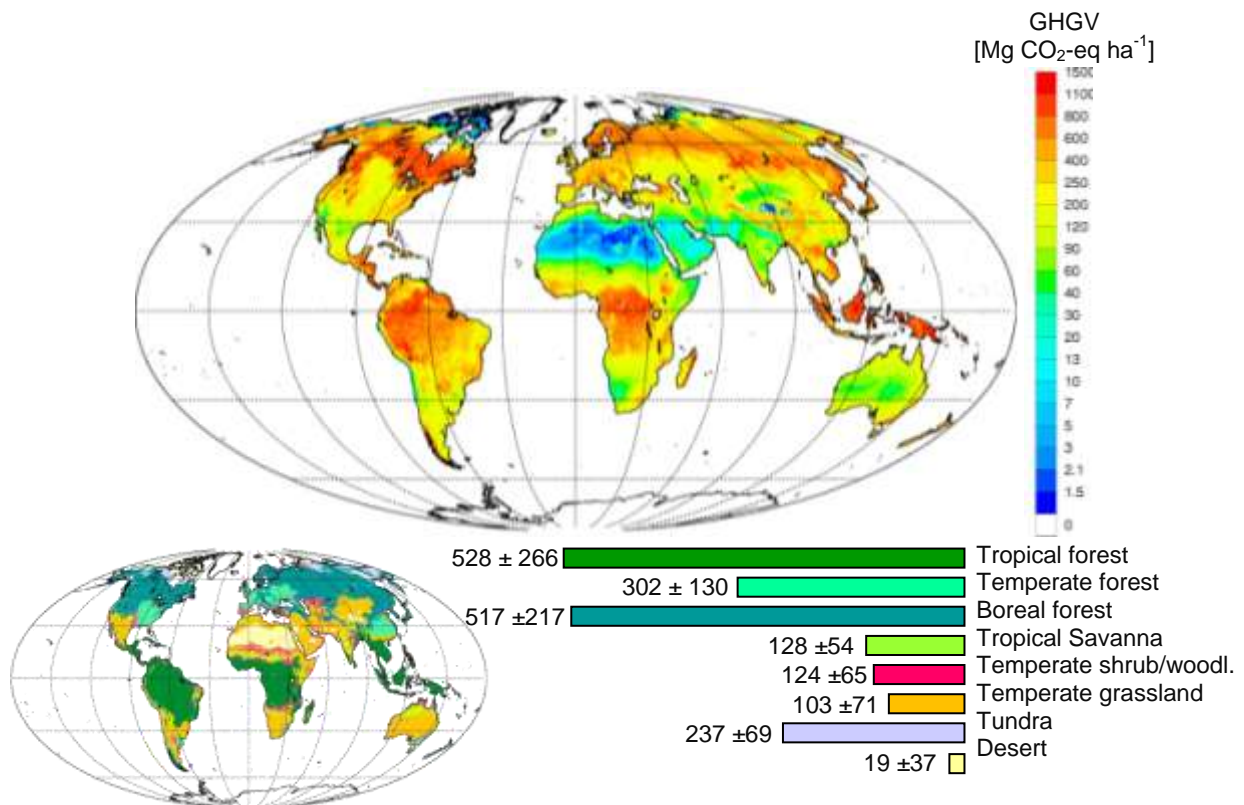 GHGV
[Mg CO₂-eq ha⁻¹]
1500
1100
800
600
400
250
200
120
90
60
40
30
20
13
10
7
5
3
2.1
1.5
0
528 ± 266 Tropical forest
302 ± 130 Temperate forest
517 ±217 Boreal forest
128 ±54 Tropical Savanna
124 ±65 Temperate shrub/woodl.
103 ±71 Temperate grassland
237 ±69 Tundra
19 ±37 Desert